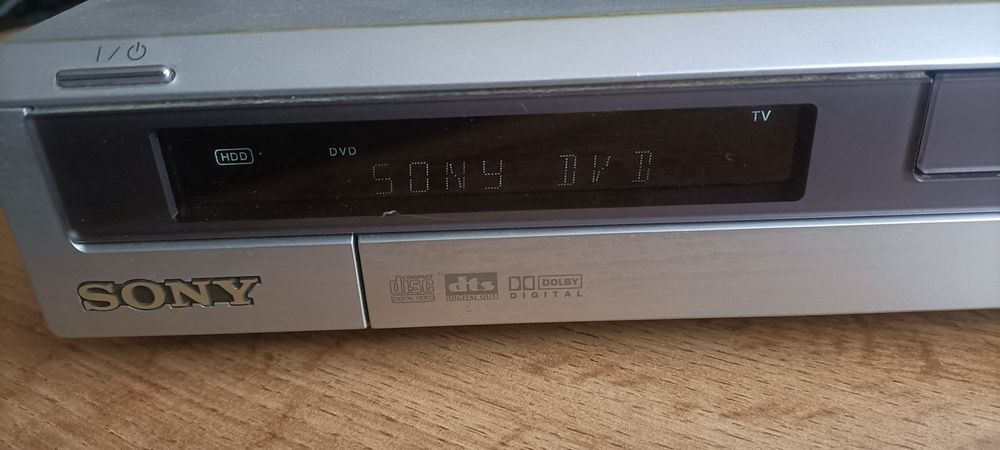 I / ⏻
HDD DVD TV
SONY DVD
SONY
COMPACT
disc
DIGITAL VIDEO
dts
DIGITAL OUT
DOLBY
DIGITAL